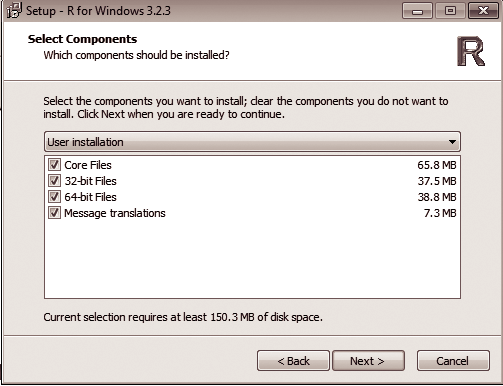 Setup - R for Windows 3.2.3
Select Components
Which components should be installed?
R
Select the components you want to install; clear the components you do not want to
install. Click Next when you are ready to continue.
User installation
Core Files 65.8 MB
32-bit Files 37.5 MB
64-bit Files 38.8 MB
Message translations 7.3 MB
Current selection requires at least 150.3 MB of disk space.
< Back Next > Cancel